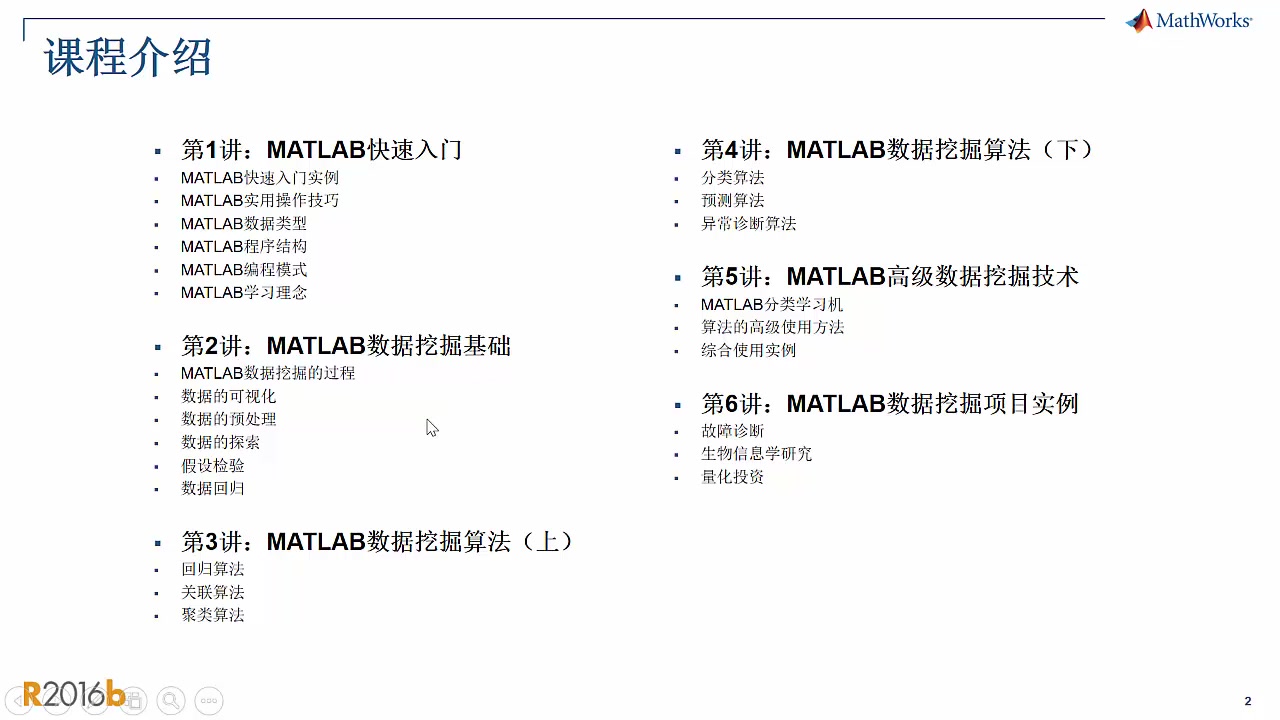 MathWorks
课程介绍
第1讲：MATLAB快速入门
MATLAB快速入门实例
MATLAB实用操作技巧
MATLAB数据类型
MATLAB程序结构
MATLAB编程模式
MATLAB学习理念
第2讲：MATLAB数据挖掘基础
MATLAB数据挖掘的过程
数据的可视化
数据的预处理
数据的探索
假设检验
数据回归
第3讲：MATLAB数据挖掘算法（上）
回归算法
关联算法
聚类算法
第4讲：MATLAB数据挖掘算法（下）
分类算法
预测算法
异常诊断算法
第5讲：MATLAB高级数据挖掘技术
MATLAB分类学习机
算法的高级使用方法
综合使用实例
第6讲：MATLAB数据挖掘项目实例
故障诊断
生物信息学研究
量化投资
R2016b
2